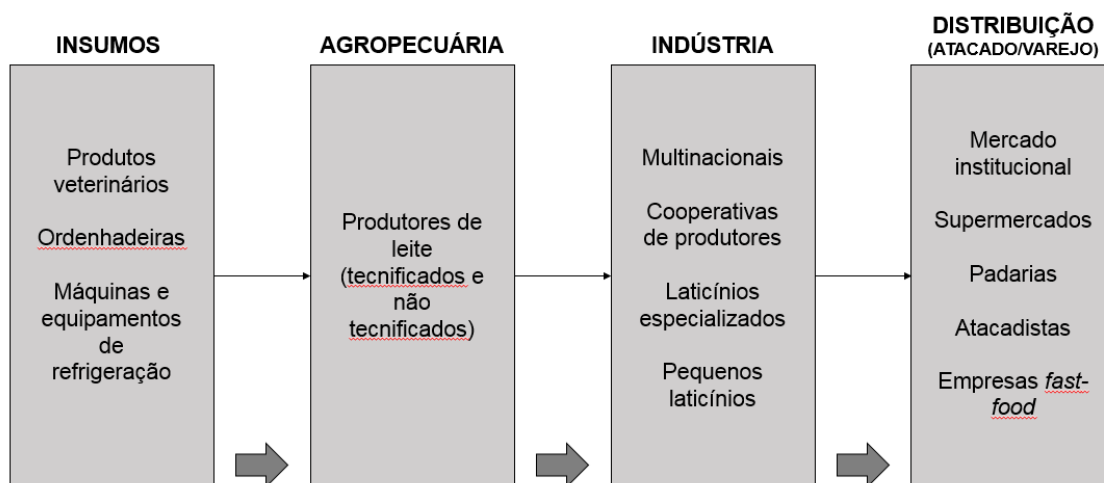 INSUMOS
Produtos
veterinários
Ordenhadeiras
Máquinas e
equipamentos
de
refrigeração
AGROPECUÁRIA
Produtores de
leite
(tecnificados e
não
tecnificados)
INDÚSTRIA
Multinacionais
Cooperativas
de produtores
Laticínios
especializados
Pequenos
laticínios
DISTRIBUIÇÃO
(ATACADO/VAREJO)
Mercado
institucional
Supermercados
Padarias
Atacadistas
Empresas fast-
food